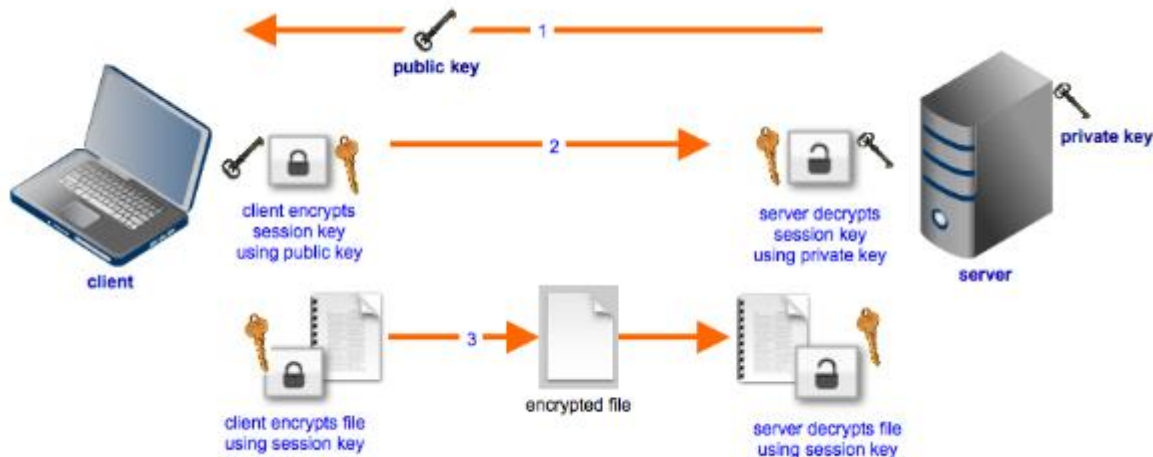 1
public key
private key
2
client encrypts
session key
using public key
server decrypts
session key
using private key
client
server
3
encrypted file
client encrypts file
using session key
server decrypts file
using session key